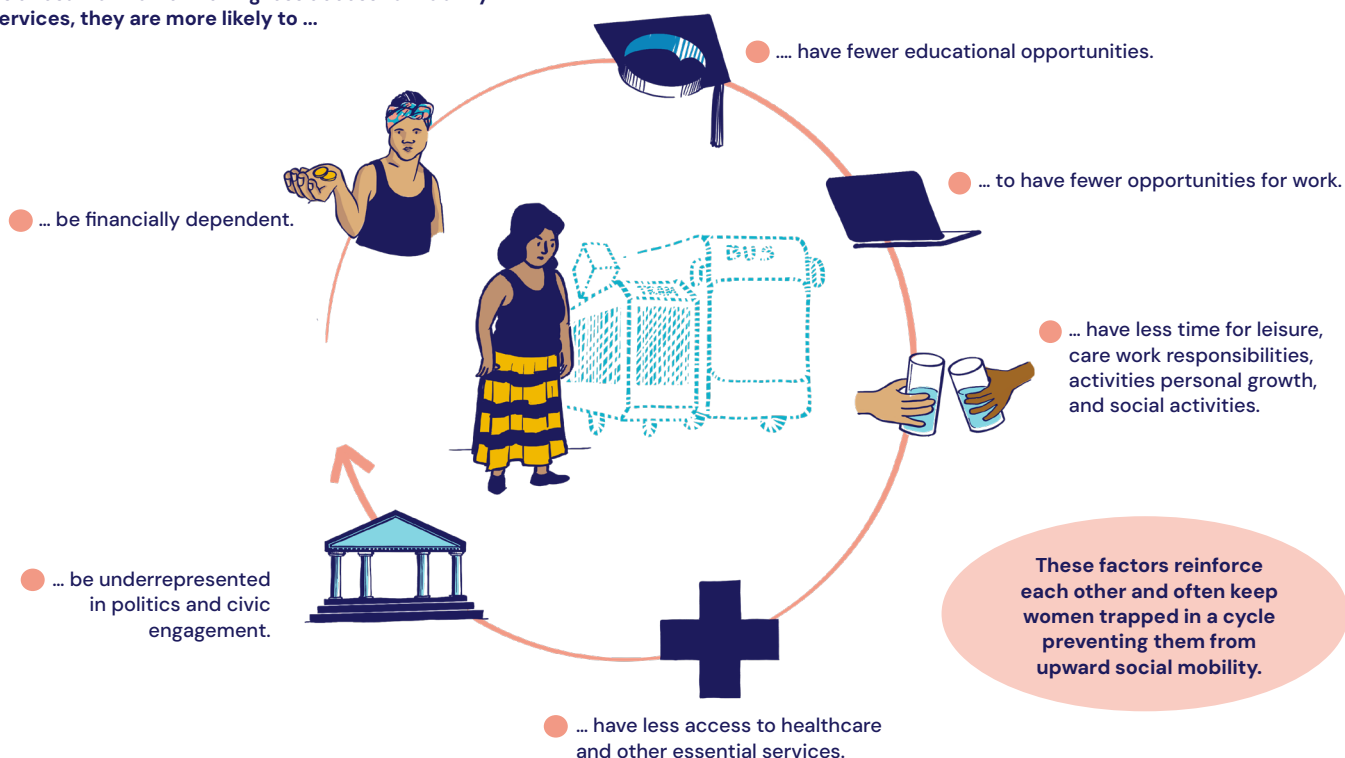 services, they are more likely to ...
.... have fewer educational opportunities.
... to have fewer opportunities for work.
... have less time for leisure,
care work responsibilities,
activities personal growth,
and social activities.
These factors reinforce
each other and often keep
women trapped in a cycle
preventing them from
upward social mobility.
... have less access to healthcare
and other essential services.
... be underrepresented
in politics and civic
engagement.
... be financially dependent.
BUS